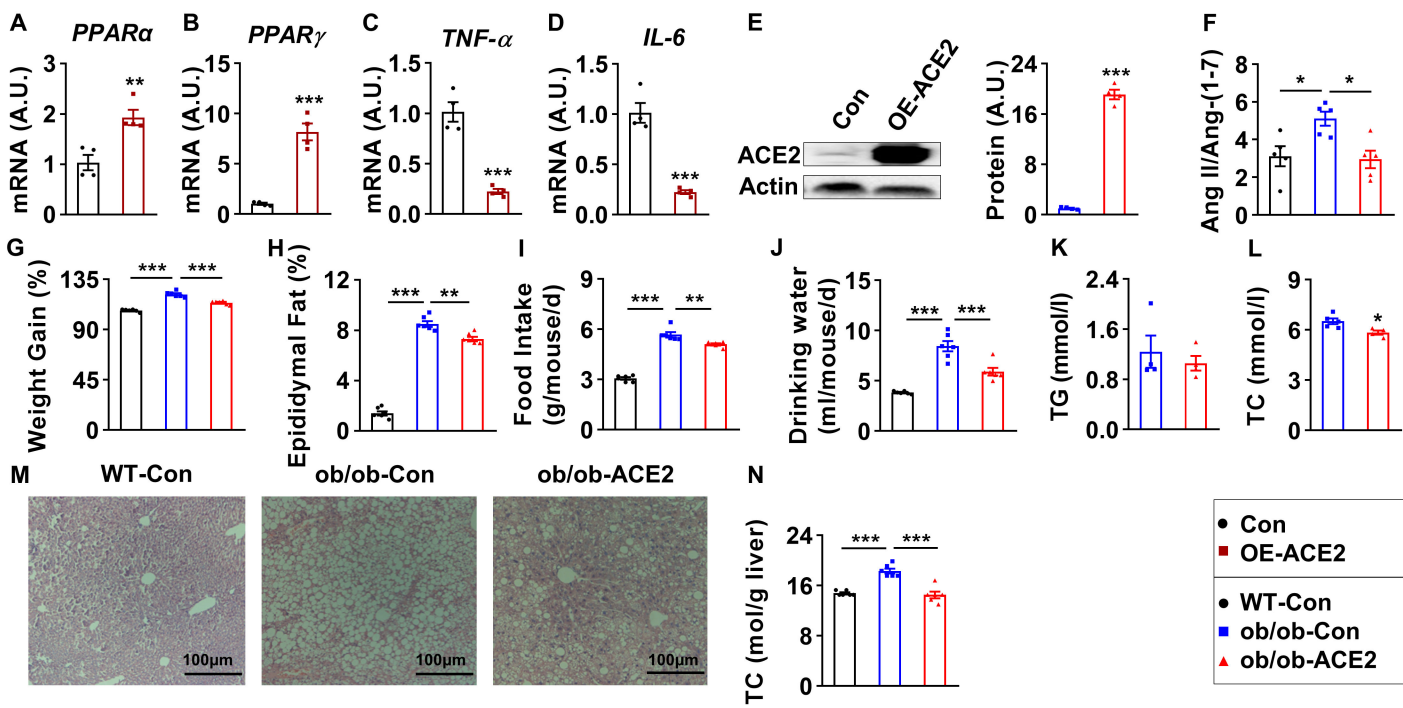 A
PPARα
mRNA (A.U.)
3
2
1
0
**
B
PPARγ
mRNA (A.U.)
15
10
5
0
***
C
TNF-α
mRNA (A.U.)
1.5
1.0
0.5
0.0
***
D
IL-6
mRNA (A.U.)
1.5
1.0
0.5
0.0
***
E
Con
OE-ACE2
ACE2
Actin
Protein (A.U.)
24
16
8
0
***
F
Ang II/Ang-(1-7)
8
6
4
2
0
* *
G
Weight Gain (%)
135
90
45
0
*** ***
H
Epididymal Fat (%)
12
8
4
0
*** **
I
Food Intake
(g/mouse/d)
9
6
3
0
*** **
J
Drinking water
(ml/mouse/d)
15
10
5
0
*** ***
K
TG (mmol/l)
2.4
1.6
0.8
0.0
L
TC (mmol/l)
9
6
3
0
*
M
WT-Con
ob/ob-Con
ob/ob-ACE2
100μm
100μm
100μm
N
TC (mol/g liver)
24
16
8
0
*** ***
Con
OE-ACE2
WT-Con
ob/ob-Con
ob/ob-ACE2